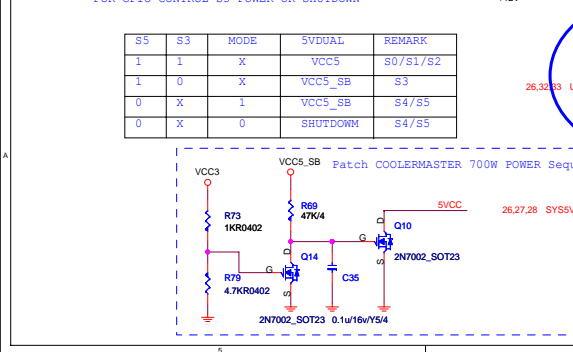 S5 S3 MODE 5VDUAL REMARK
1 1 X VCC5 S0/S1/S2
1 0 X VCC5_SB S3
0 X 1 VCC5_SB S4/S5
0 X 0 SHUTDOWM S4/S5
26,32,33
A
Patch COOLERMASTER 700W POWER Sequ
VCC3
VCC5_SB
R73
1KR0402
R69
47K/4
5VCC
26,27,28 SYS5V
D
Q10
G
S
2N7002_SOT23
D
Q14
G
S
C35
R79
4.7KR0402
2N7002_SOT23 0.1u/16v/Y5/4
5